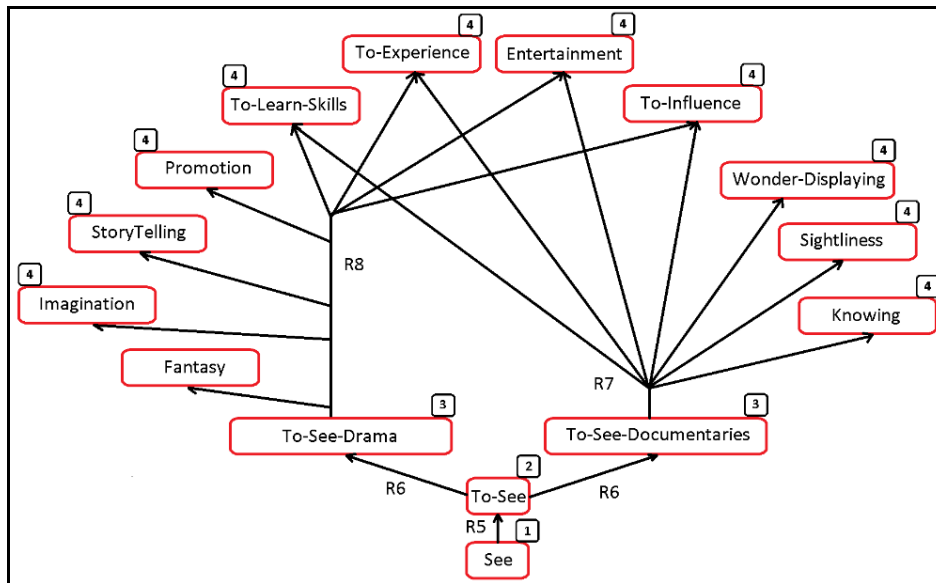 4
To-Experience
4
Entertainment
4
To-Learn-Skills
4
To-Influence
4
Promotion
4
Wonder-Displaying
4
StoryTelling
4
Sightliness
R8
4
Imagination
4
Knowing
Fantasy
R7
3
To-See-Drama
3
To-See-Documentaries
2
To-See
R6
R6
R5
1
See